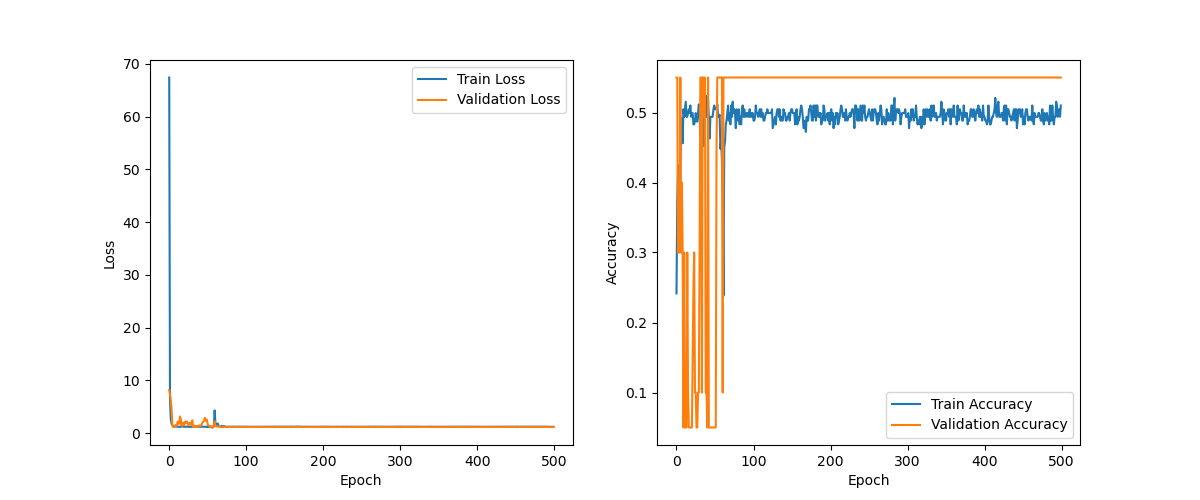 70
60
50
40
30
20
10
0
Loss
0 100 200 300 400 500
Epoch
Train Loss
Validation Loss
0.5
0.4
0.3
0.2
0.1
Accuracy
0 100 200 300 400 500
Epoch
Train Accuracy
Validation Accuracy